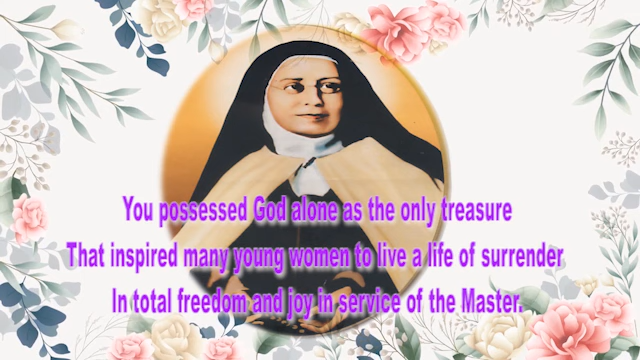 You possessed God alone as the only treasure
That inspired many young women to live a life of surrender
In total freedom and joy in service of the Master.